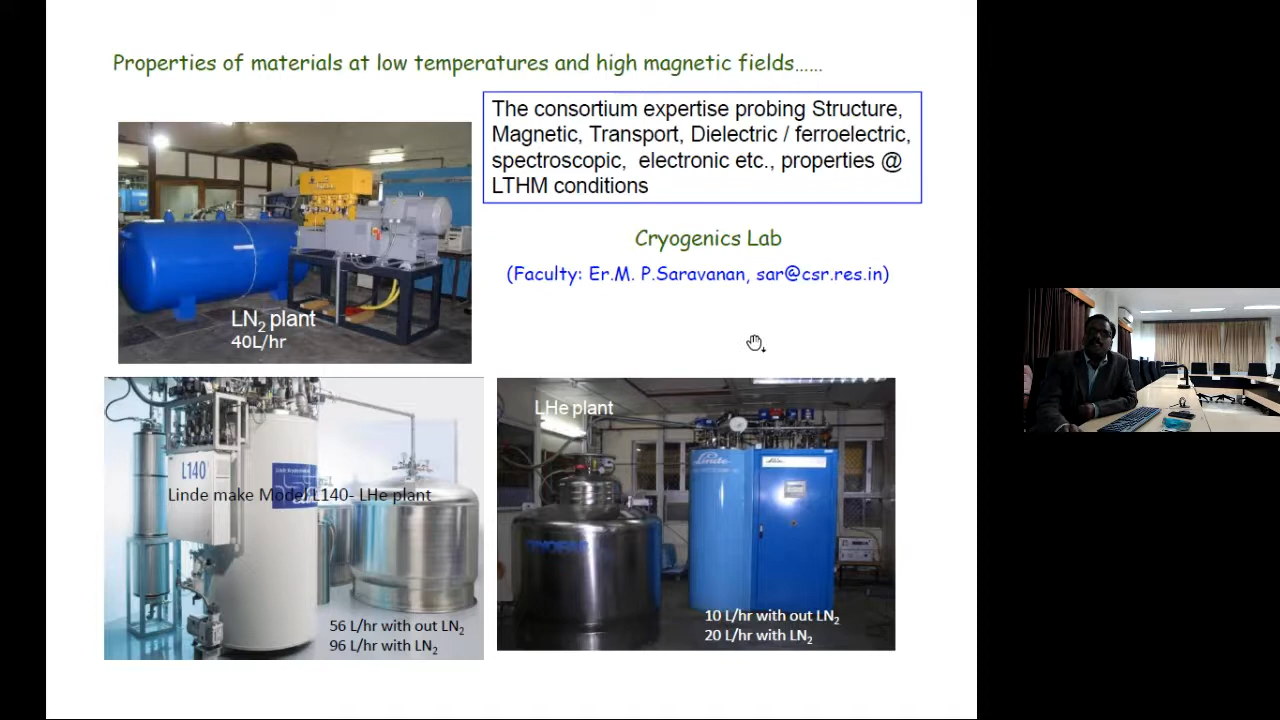 Properties of materials at low temperatures and high magnetic fields......
The consortium expertise probing Structure,
Magnetic, Transport, Dielectric / ferroelectric,
spectroscopic, electronic etc., properties @
LTHM conditions
Cryogenics Lab
(Faculty: Er.M. P.Saravanan, sar@csr.res.in)
LN2 plant
40L/hr
L140
Linde make Model L140- LHe plant
56 L/hr with out LN2
96 L/hr with LN2
LHe plant
Linde
10 L/hr with out LN2
20 L/hr with LN2